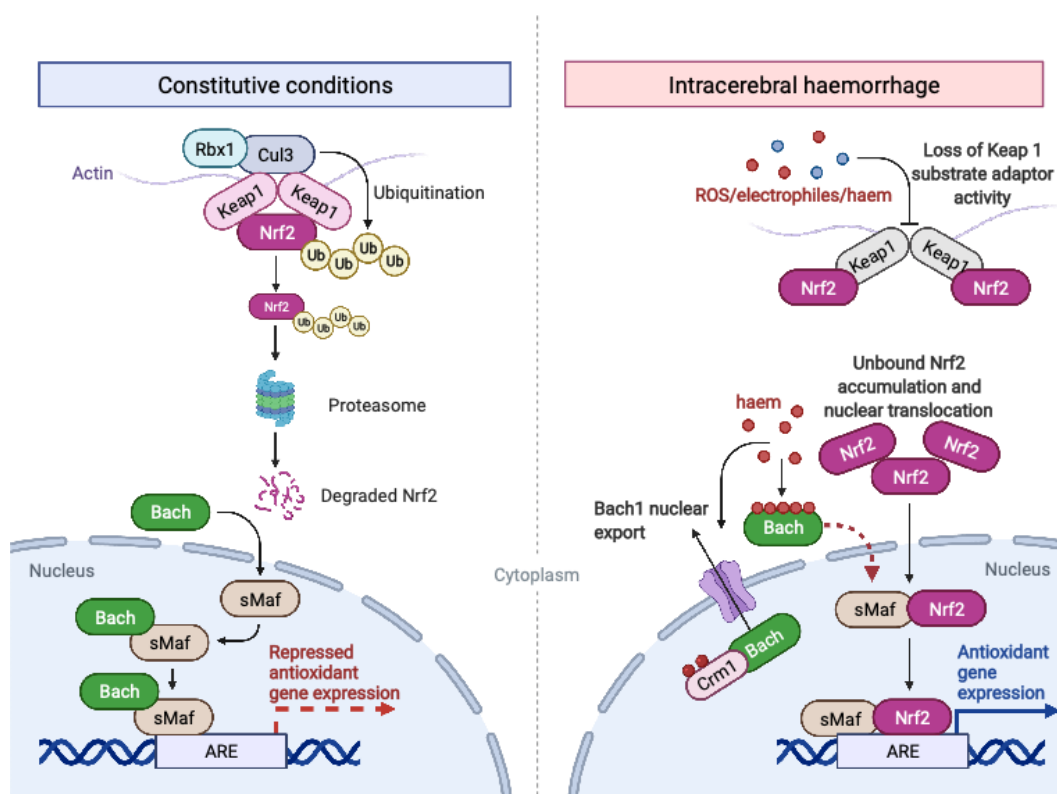 Constitutive conditions
Rbx1
Cul3
Actin
Keap1
Keap1
Ubiquitination
Nrf2
Ub
Ub
Ub
Ub
Nrf2
Ub
Ub
Ub
Ub
Proteasome
Degraded Nrf2
Bach
Nucleus
sMaf
Bach
sMaf
Bach
sMaf
Repressed
antioxidant
gene expression
ARE
Cytoplasm
Intracerebral haemorrhage
Loss of Keap 1
substrate adaptor
activity
ROS/electrophiles/haem
Keap1
Keap1
Nrf2
Nrf2
Unbound Nrf2
accumulation and
nuclear translocation
haem
Nrf2
Nrf2
Nrf2
Bach1 nuclear
export
Bach
Nucleus
sMaf
Nrf2
Bach
Crm1
Antioxidant
gene
expression
sMaf
Nrf2
ARE